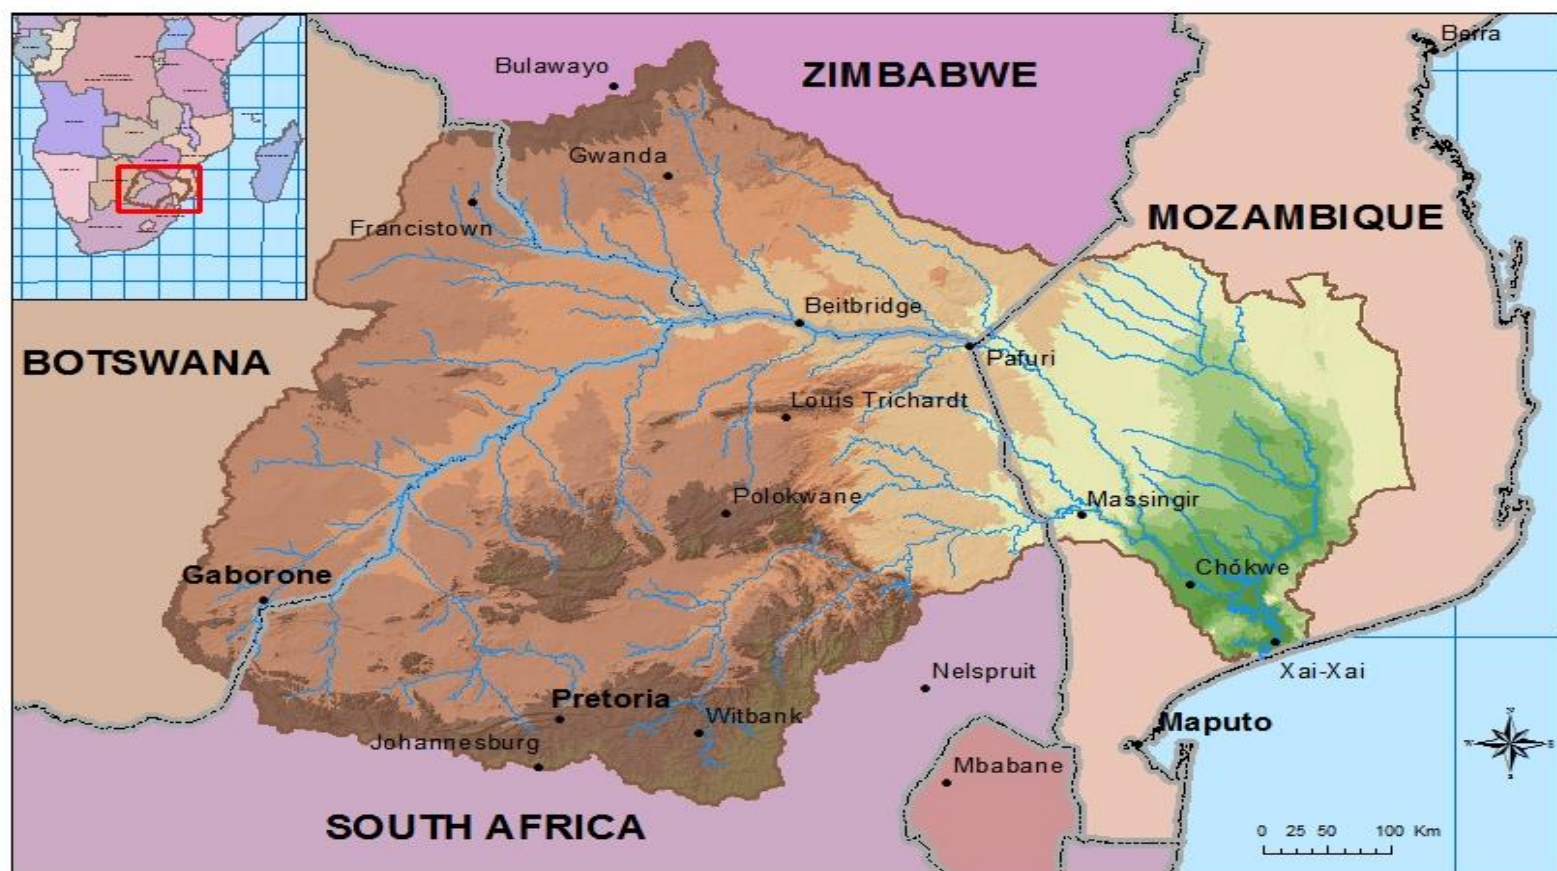 Berra
Bulawayo
ZIMBABWE
Gwanda
Francistown
MOZAMBIQUE
Beitbridge
BOTSWANA
Pafuri
Louis Trichardt
Polokwane
Massingir
Gaborone
Chókwe
Nelspruit
Xai-Xai
Pretoria
Witbank
Maputo
Johannesburg
Mbabane
SOUTH AFRICA
0 25 50 100 Km